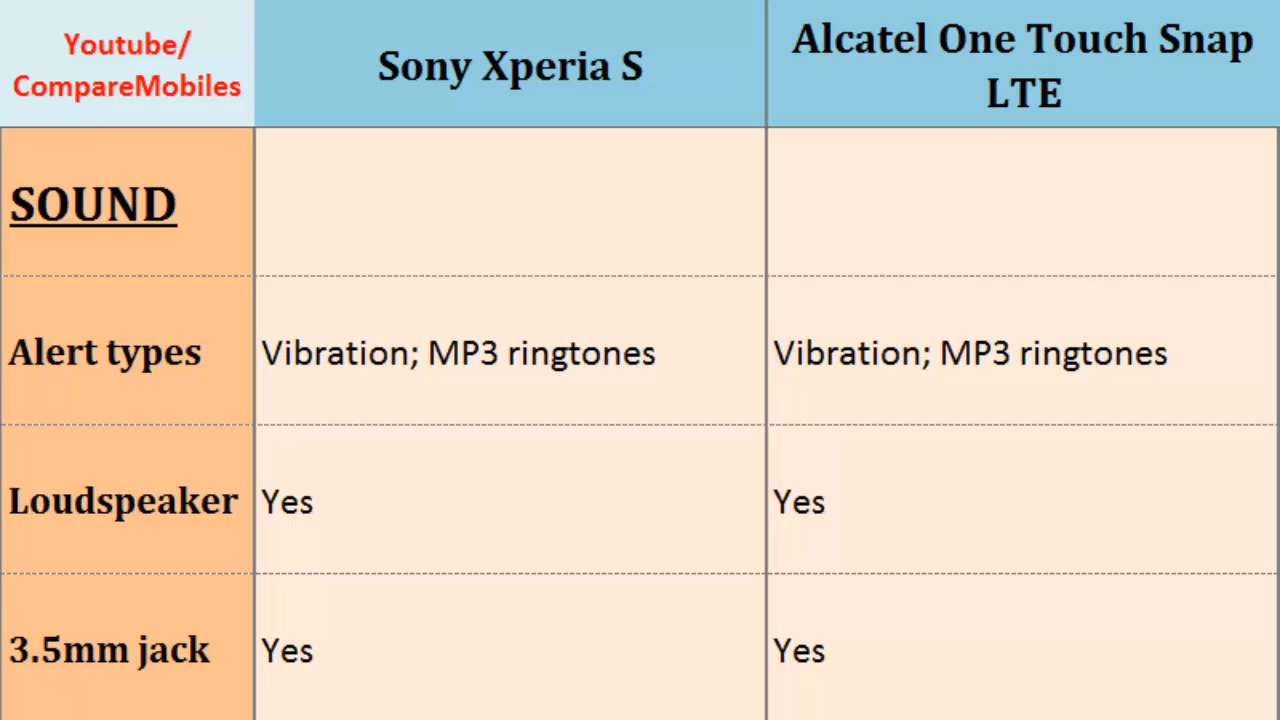 Youtube/
CompareMobiles
Sony Xperia S
Alcatel One Touch Snap
LTE
SOUND
Alert types
Vibration; MP3 ringtones
Vibration; MP3 ringtones
Loudspeaker
Yes
Yes
3.5mm jack
Yes
Yes